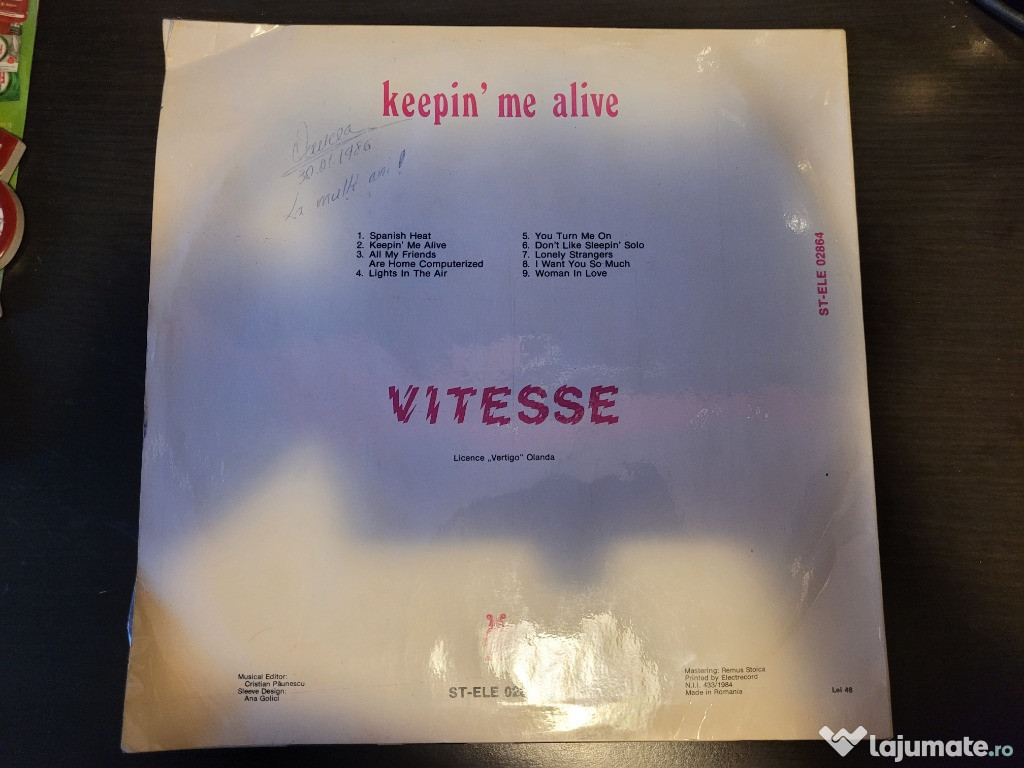 keepin' me alive
30.01.1986
La mulți ani!
1. Spanish Heat
2. Keepin' Me Alive
3. All My Friends
Are Home Computerized
4. Lights In The Air
5. You Turn Me On
6. Don't Like Sleepin' Solo
7. Lonely Strangers
8. I Want You So Much
9. Woman In Love
ST-ELE 02864
VITESSE
Licence „Vertigo" Olanda
Musical Editor:
Cristian Păunescu
Sleeve Design:
Ana Golici
ST-ELE
Mastering: Remus Stoica
Printed by Electrecord
N.I.I. 433/1984
Made in Romania
Lei 48
lajumate.ro